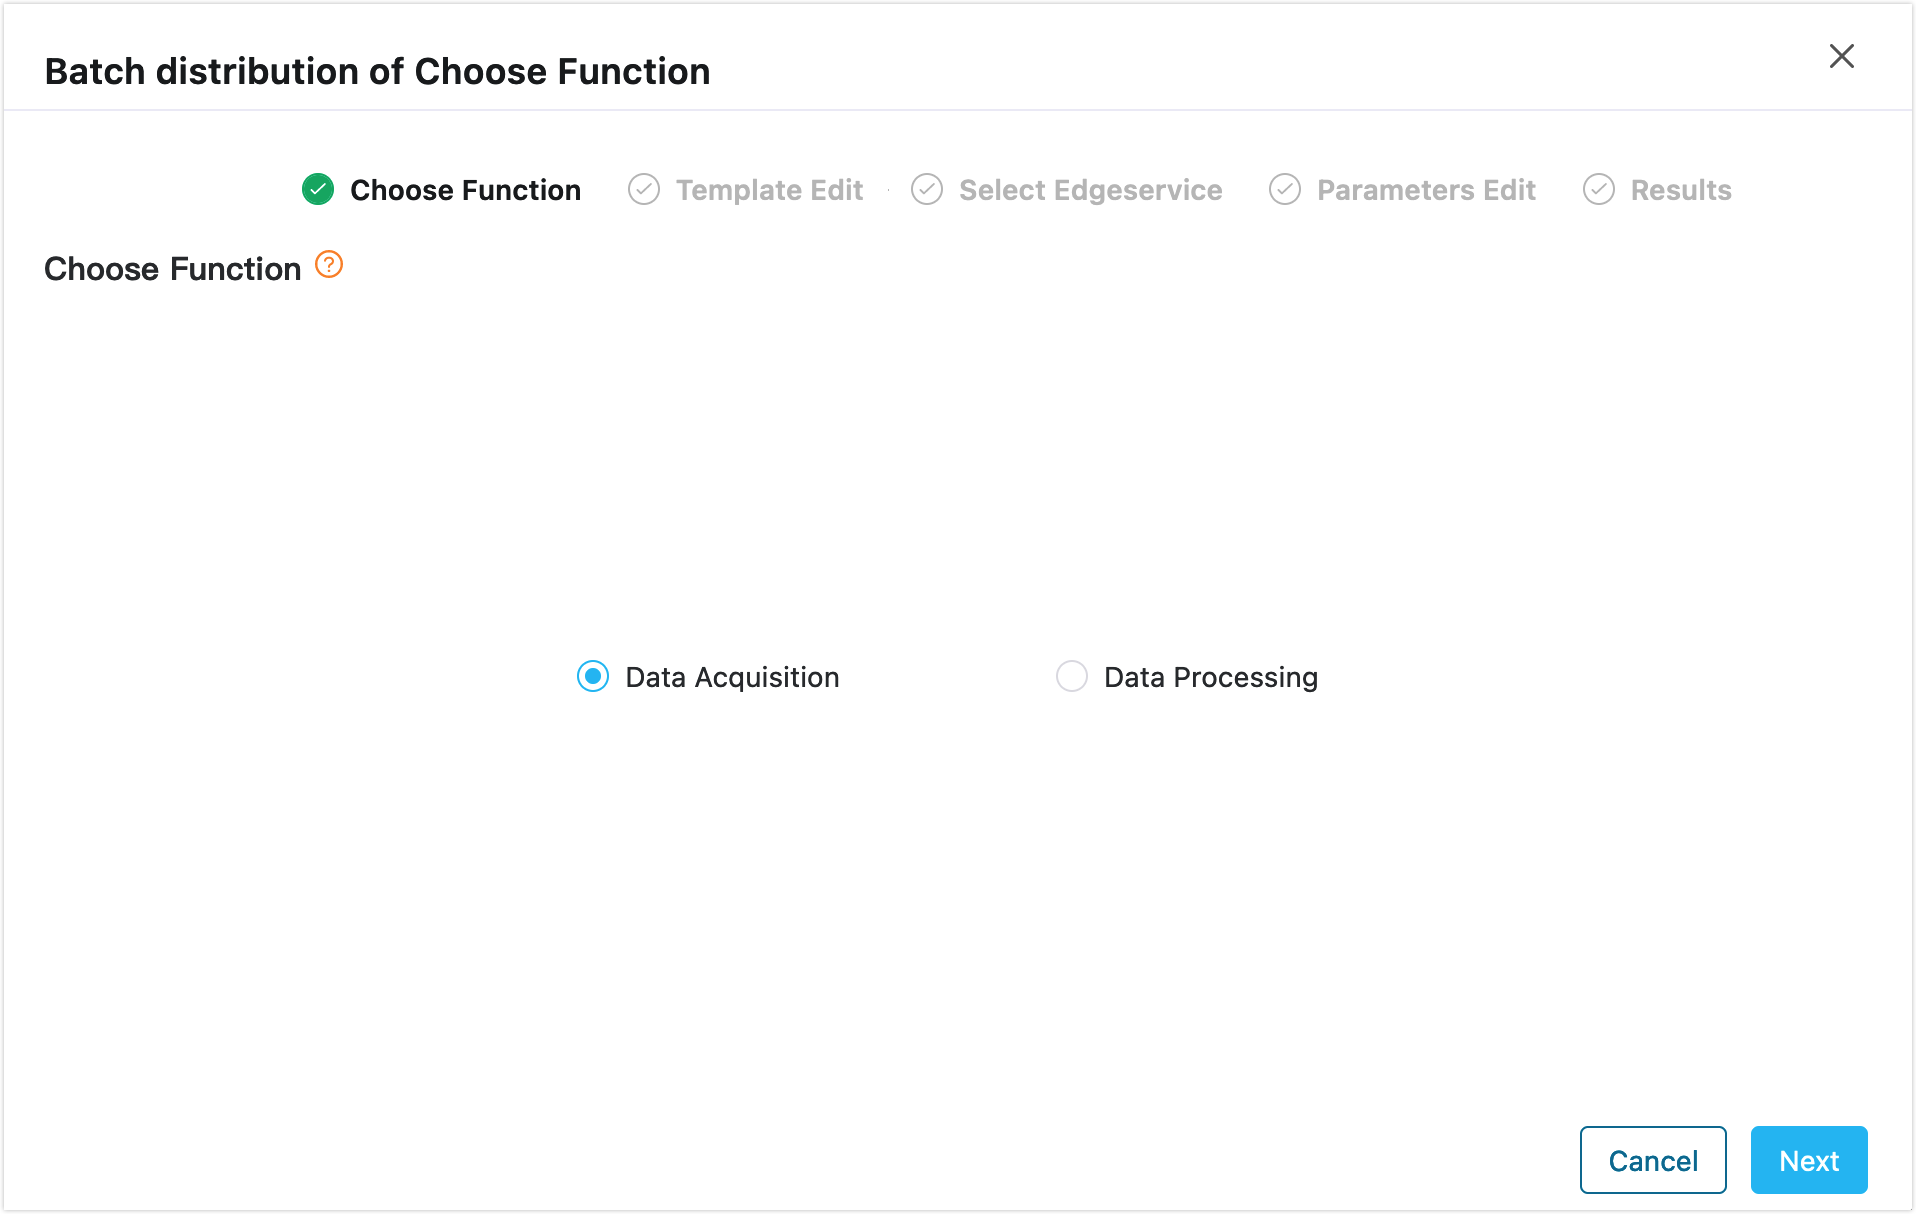 Batch distribution of Choose Function
Choose Function Template Edit Select Edgeservice Parameters Edit Results
Choose Function ?
Data Acquisition Data Processing
Cancel Next